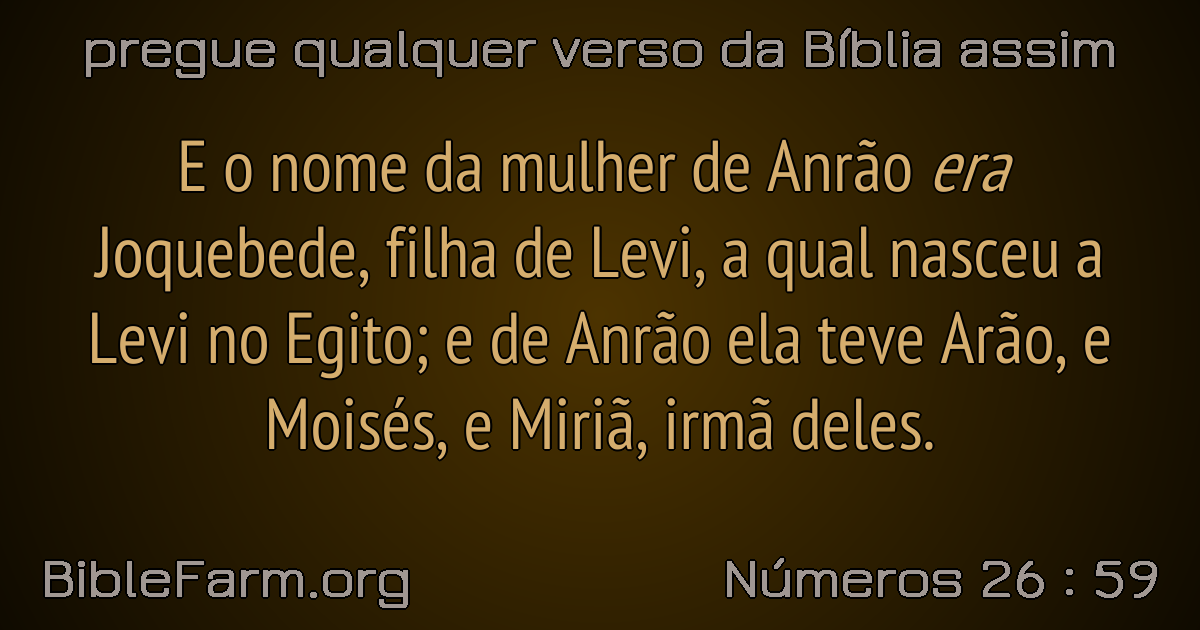 pregue qualquer verso da Bíblia assim
E o nome da mulher de Anrão era
Joquebede, filha de Levi, a qual nasceu a
Levi no Egito; e de Anrão ela teve Arão, e
Moisés, e Miriã, irmã deles.
BibleFarm.org
Números 26 : 59